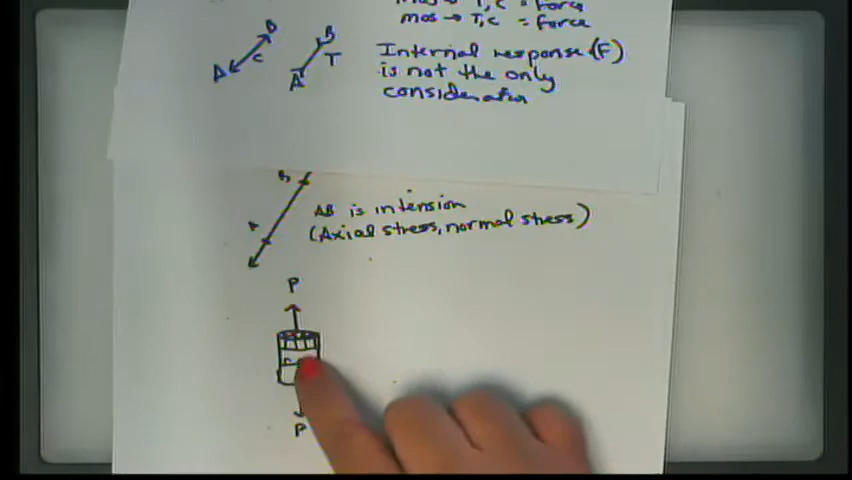 T,C = force
mos → T,C = force
B
C
A
B
T
A
Internal response (F)
is not the only
consideration
B
A
AB is in tension
(Axial stress, normal stress)
P
P